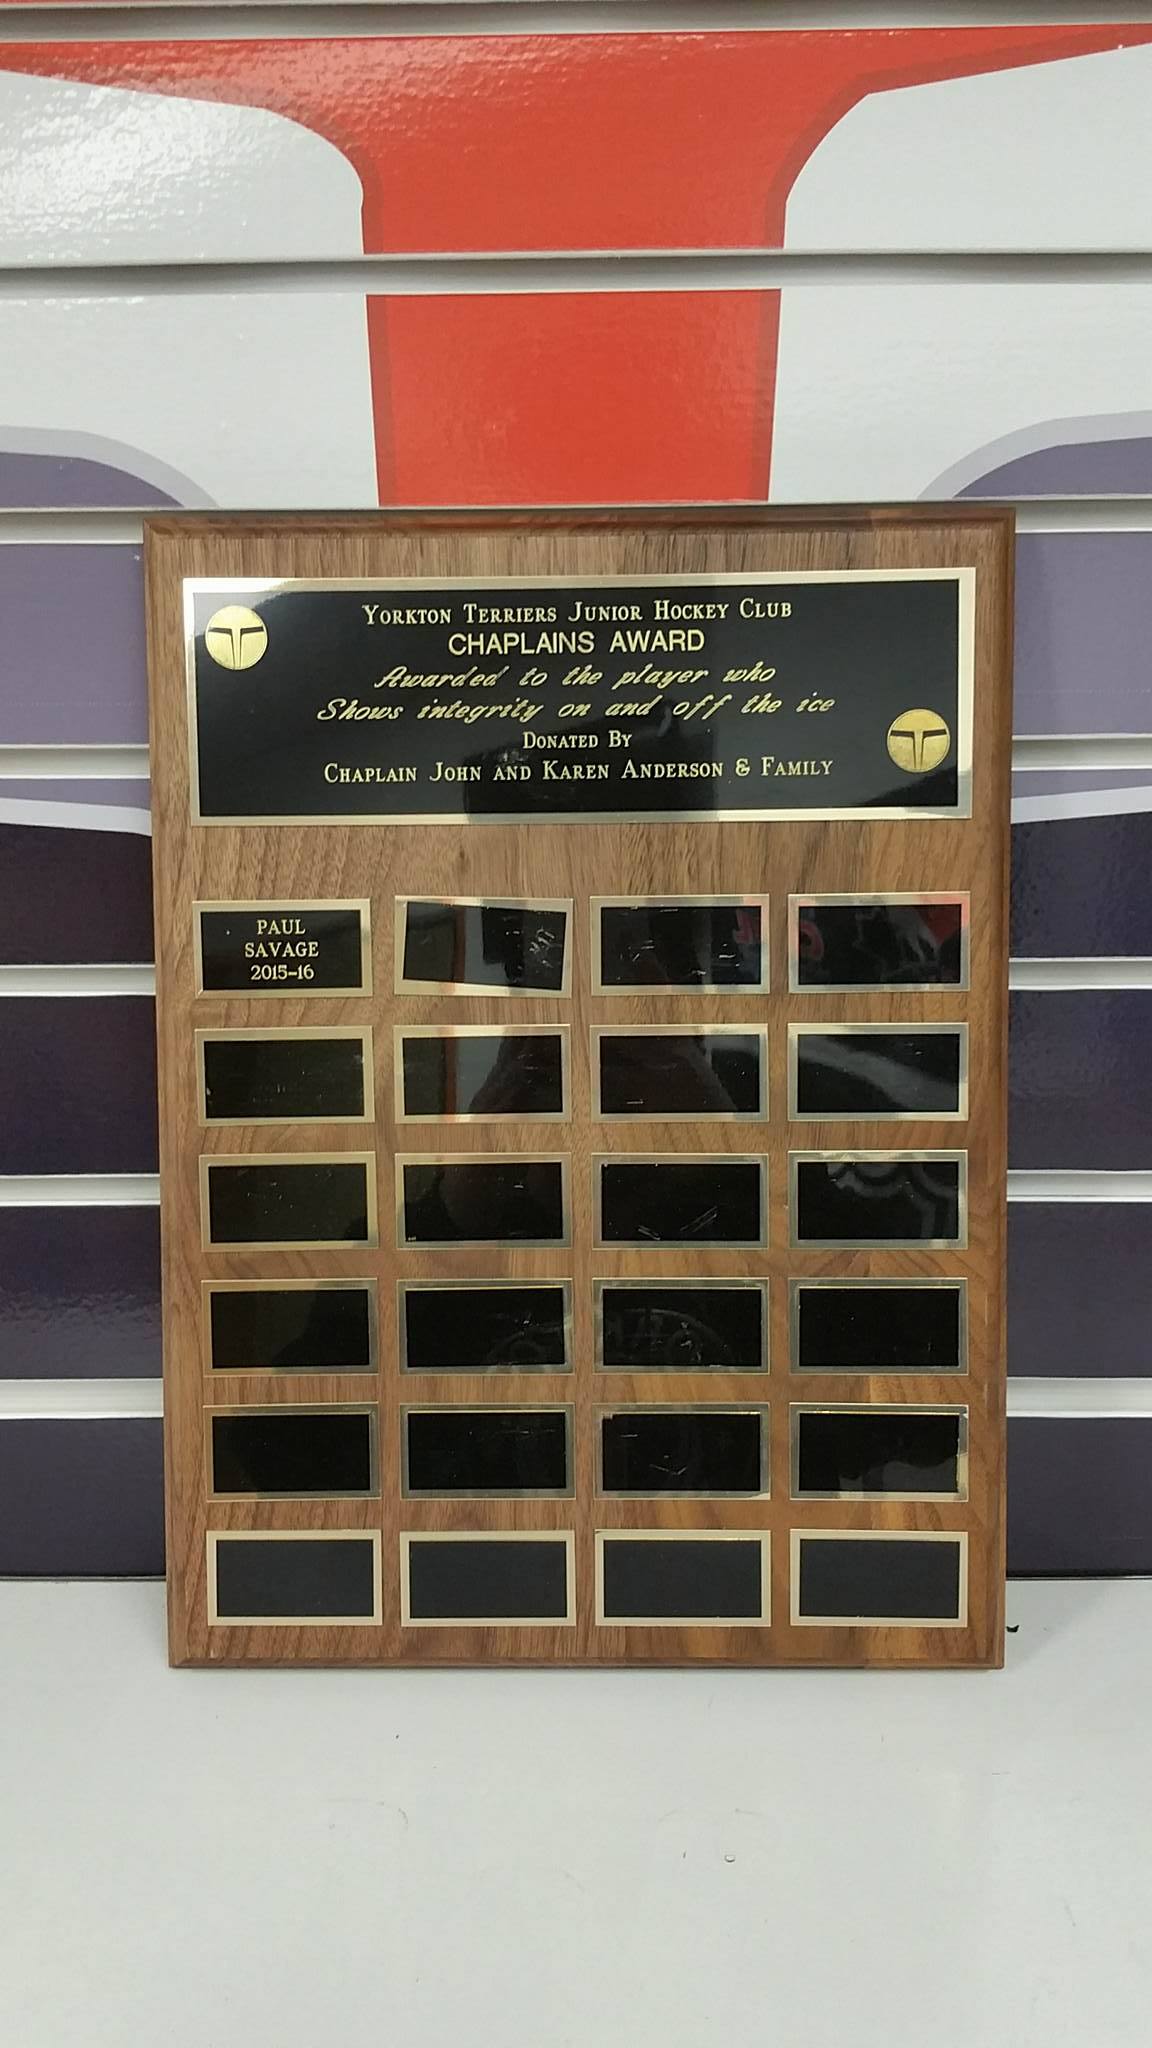 YORKTON TERRIERS JUNIOR HOCKEY CLUB
CHAPLAINS AWARD
Awarded to the player who
Shows integrity on and off the ice
DONATED BY
CHAPLAIN JOHN AND KAREN ANDERSON & FAMILY
PAUL
SAVAGE
2015-16